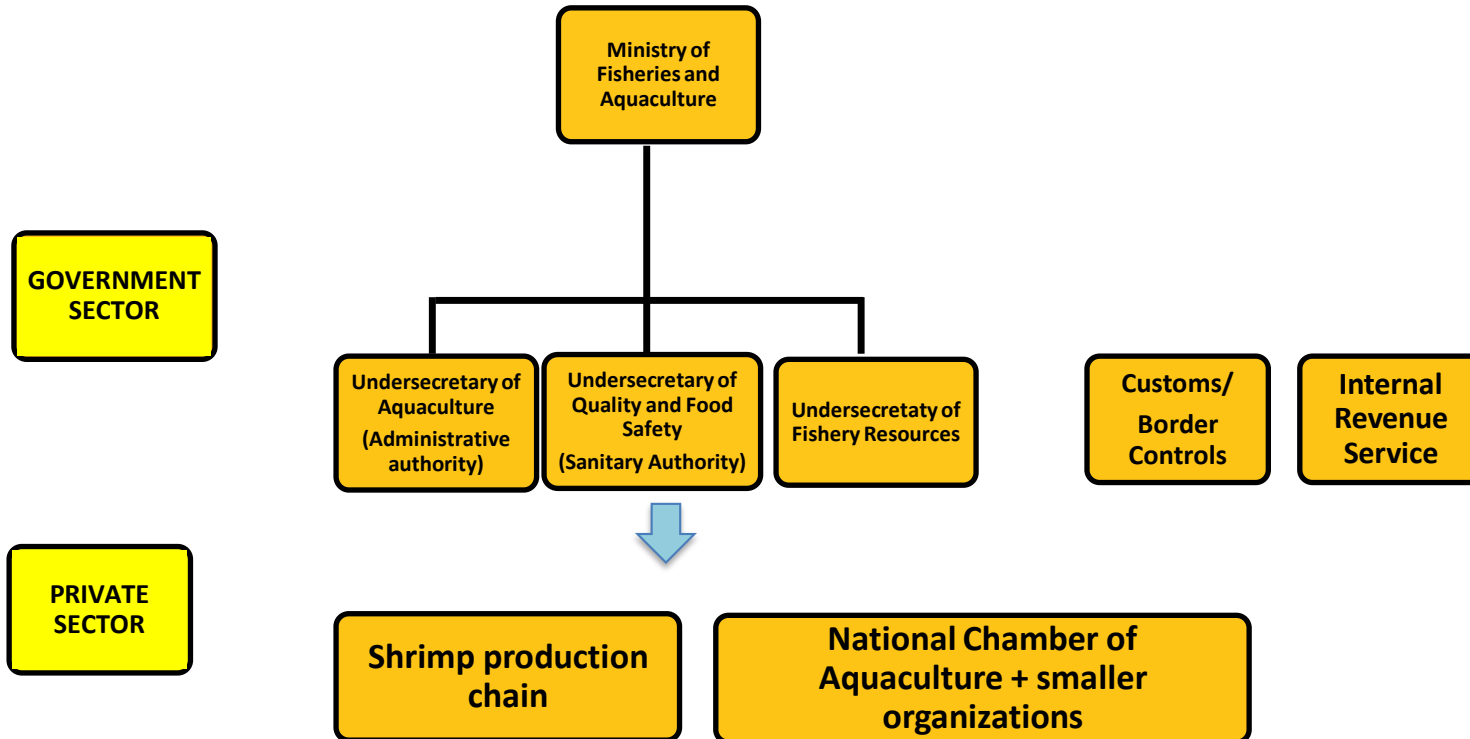 Ministry of
Fisheries and
Aquaculture
GOVERNMENT
SECTOR
Undersecretary of
Aquaculture
(Administrative
authority)
Undersecretary of
Quality and Food
Safety
(Sanitary Authority)
Undersecretaty of
Fishery Resources
Customs/
Border
Controls
Internal
Revenue
Service
PRIVATE
SECTOR
Shrimp production
chain
National Chamber of
Aquaculture + smaller
organizations